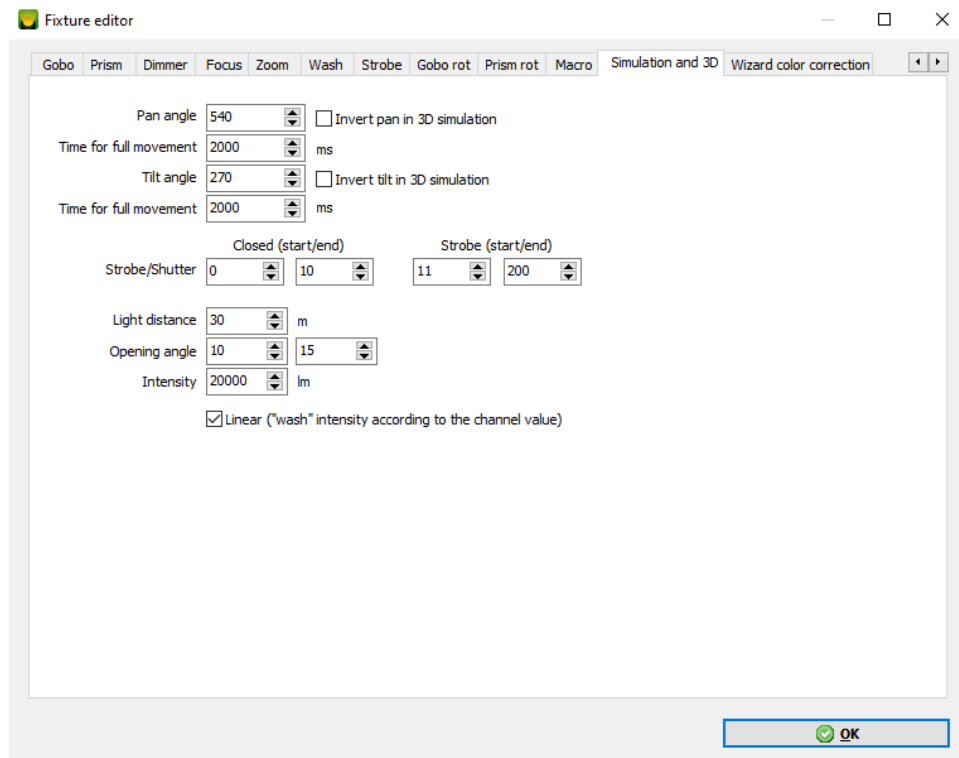 Fixture editor
Gobo Prism Dimmer Focus Zoom Wash Strobe Gobo rot Prism rot Macro Simulation and 3D Wizard color correction
Pan angle 540 Invert pan in 3D simulation
Time for full movement 2000 ms
Tilt angle 270 Invert tilt in 3D simulation
Time for full movement 2000 ms
Closed (start/end) Strobe (start/end)
Strobe/Shutter 0 10 11 200
Light distance 30 m
Opening angle 10 15
Intensity 20000 lm
Linear ("wash" intensity according to the channel value)
OK